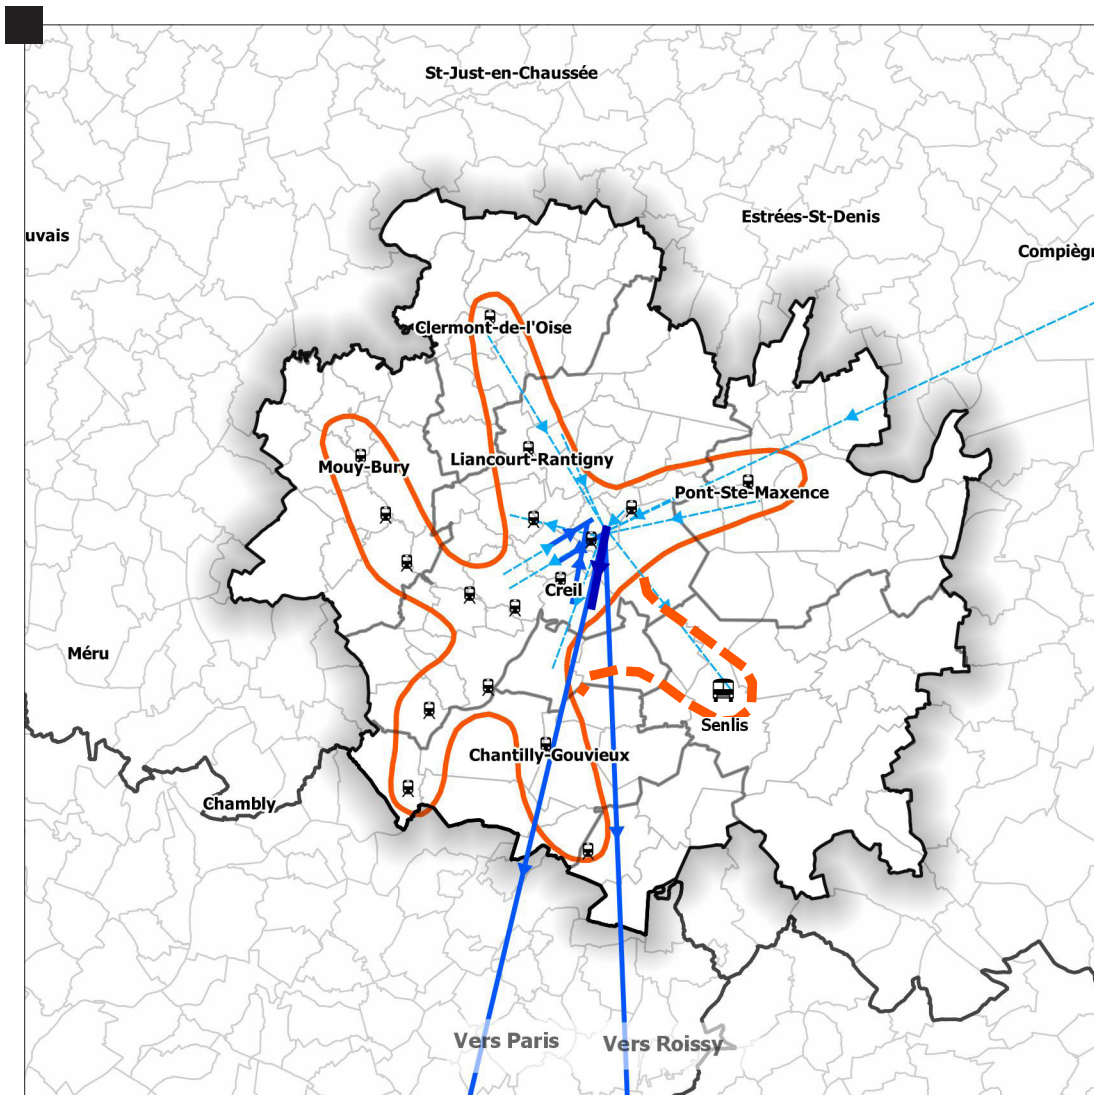 St-Just-en-Chaussée
Estrées-St-Denis
uvais
Compièg
Clermont-de-l'Oise
Liancourt-Rantigny
Mouy-Bury
Pont-Ste-Maxence
Creil
Méru
Senlis
Chantilly-Gouvieux
Chambly
Vers Paris
Vers Roissy